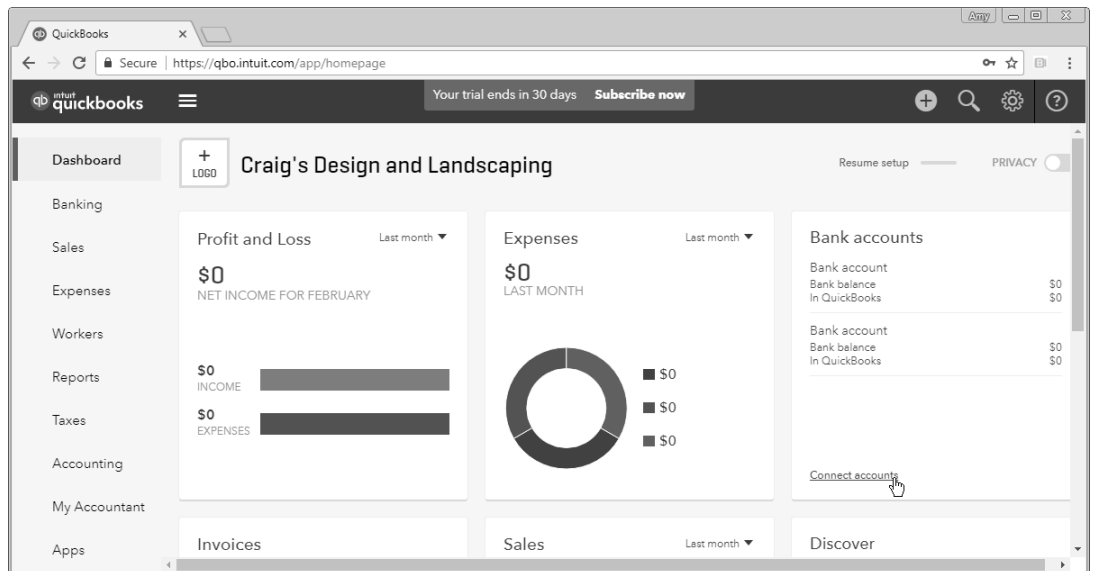 Amy
QuickBooks
Secure | https://qbo.intuit.com/app/homepage
intuit
qb quickbooks
Your trial ends in 30 days Subscribe now
Dashboard
Banking
Sales
Expenses
Workers
Reports
Taxes
Accounting
My Accountant
Apps
+
LOGO
Craig's Design and Landscaping
Resume setup
PRIVACY
Profit and Loss
Last month
$0
NET INCOME FOR FEBRUARY
$0
INCOME
$0
EXPENSES
Expenses
Last month
$0
LAST MONTH
$0
$0
$0
Bank accounts
Bank account
Bank balance $0
In QuickBooks $0
Bank account
Bank balance $0
In QuickBooks $0
Connect accounts
Invoices
Sales
Last month
Discover